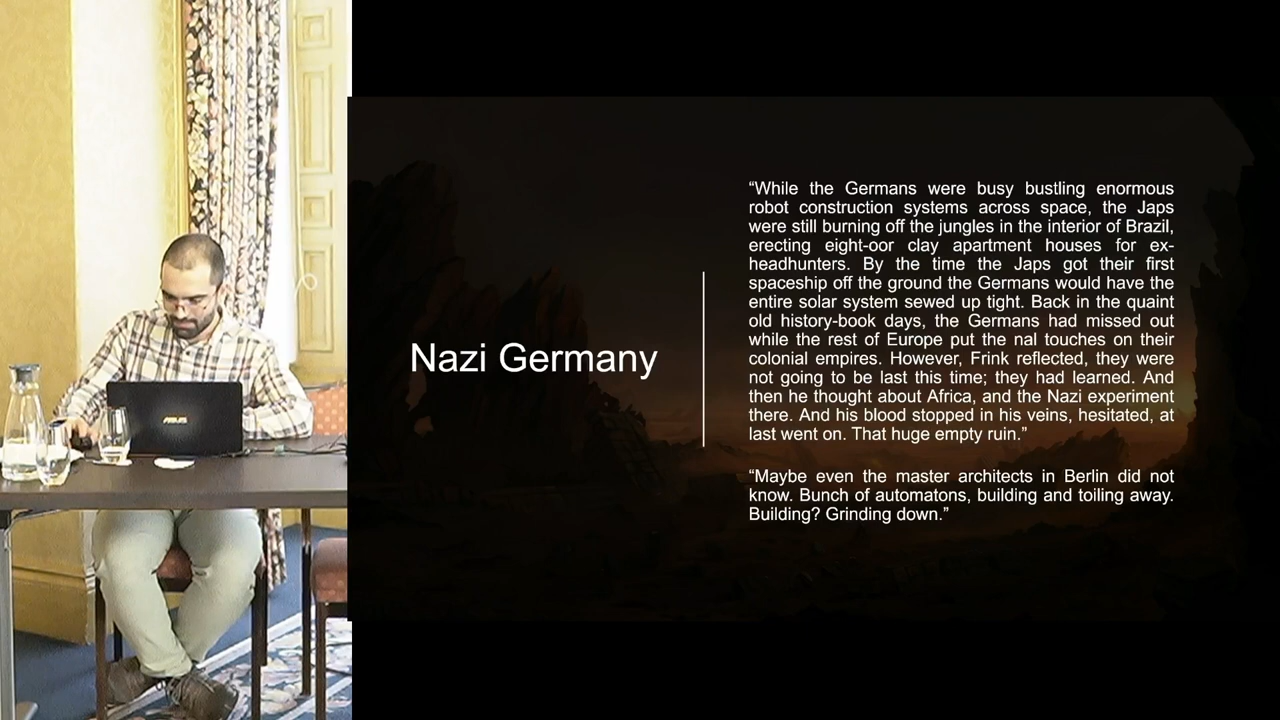 Nazi Germany
“While the Germans were busy bustling enormous
robot construction systems across space, the Japs
were still burning off the jungles in the interior of Brazil,
erecting eight-oor clay apartment houses for ex-
headhunters. By the time the Japs got their first
spaceship off the ground the Germans would have the
entire solar system sewed up tight. Back in the quaint
old history-book days, the Germans had missed out
while the rest of Europe put the nal touches on their
colonial empires. However, Frink reflected, they were
not going to be last this time; they had learned. And
then he thought about Africa, and the Nazi experiment
there. And his blood stopped in his veins, hesitated, at
last went on. That huge empty ruin.”
“Maybe even the master architects in Berlin did not
know. Bunch of automatons, building and toiling away.
Building? Grinding down.”
ASUS